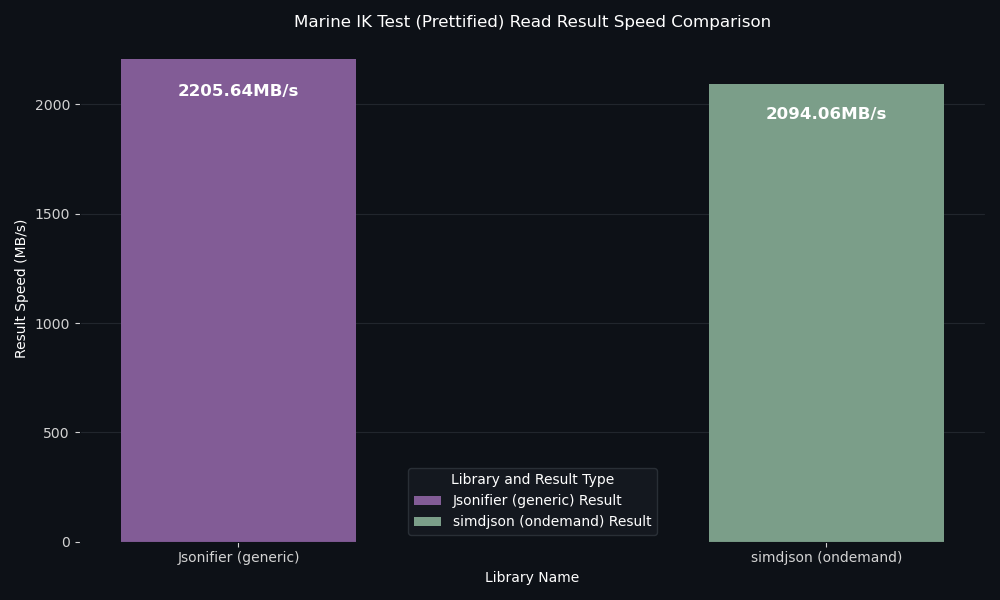 Marine IK Test (Prettified) Read Result Speed Comparison
2205.64MB/s
2094.06MB/s
Result Speed (MB/s)
2000
1500
1000
500
0
Library and Result Type
Jsonifier (generic) Result
simdjson (ondemand) Result
Jsonifier (generic)
simdjson (ondemand)
Library Name